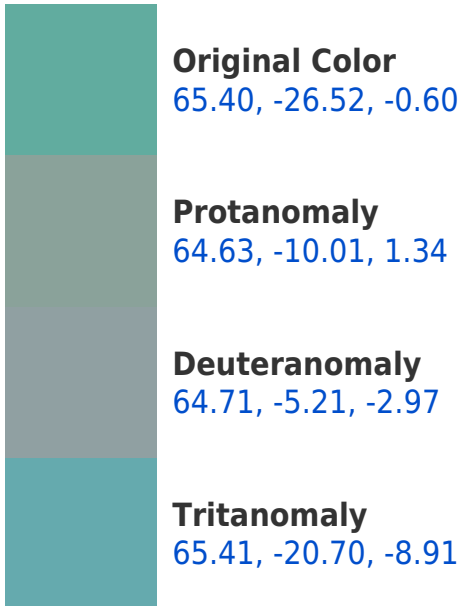 Original Color
65.40, -26.52, -0.60
Protanomaly
64.63, -10.01, 1.34
Deuteranomaly
64.71, -5.21, -2.97
Tritanomaly
65.41, -20.70, -8.91